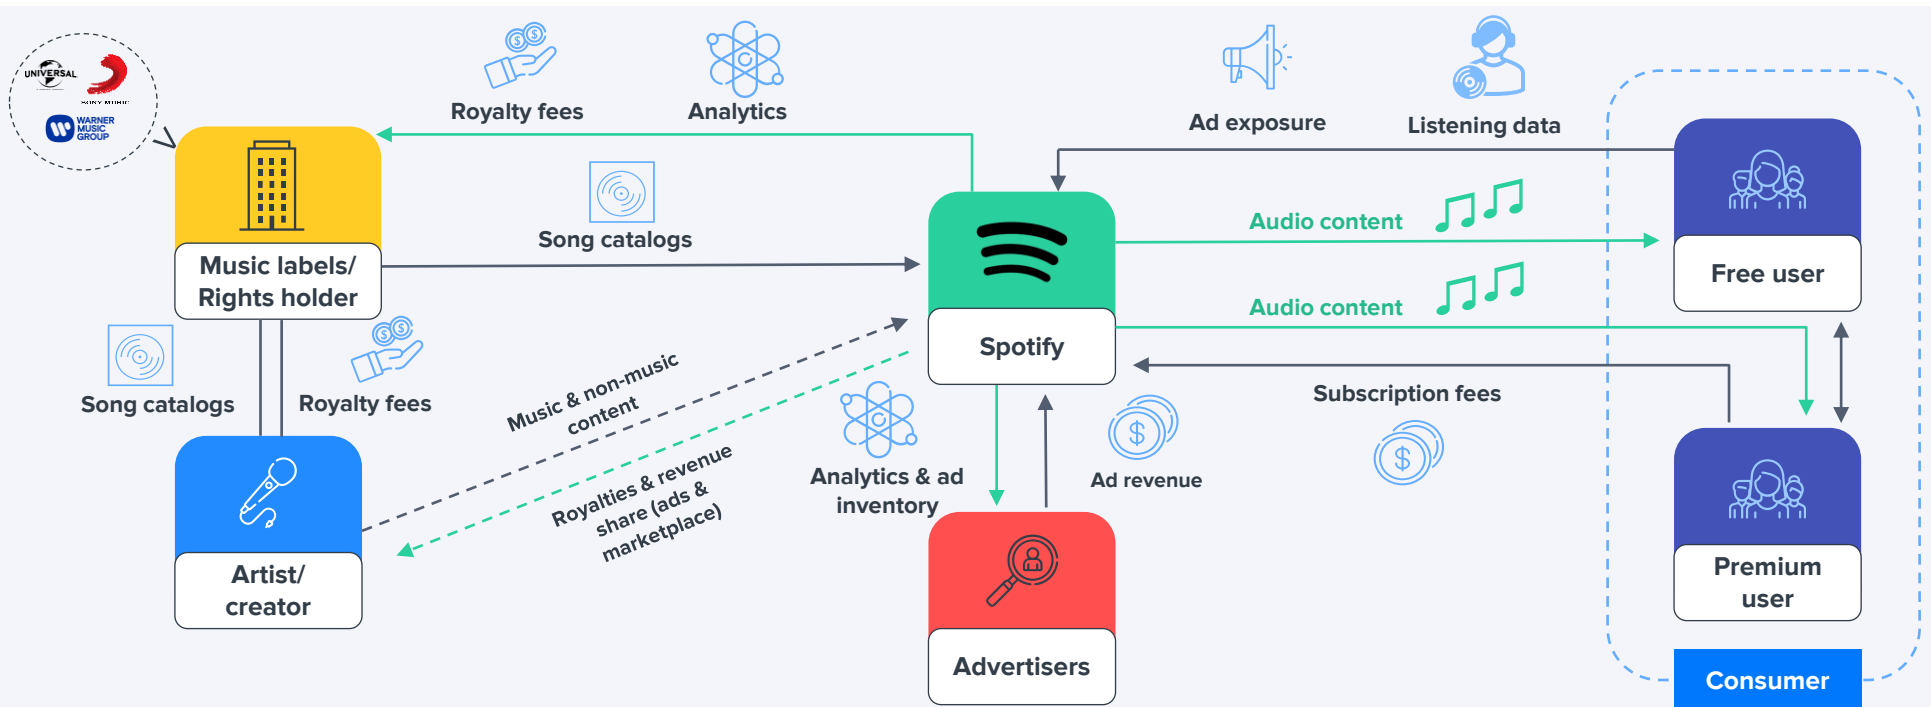 UNIVERSAL
SONY MUSIC
WARNER
MUSIC
GROUP
Royalty fees
Analytics
Ad exposure
Listening data
Song catalogs
Audio content
Music labels/
Rights holder
Free user
Audio content
Spotify
Song catalogs
Royalty fees
Music & non-music
content
Subscription fees
Royalties & revenue
share (ads &
marketplace)
Analytics & ad
inventory
Ad revenue
Artist/
creator
Premium
user
Advertisers
Consumer